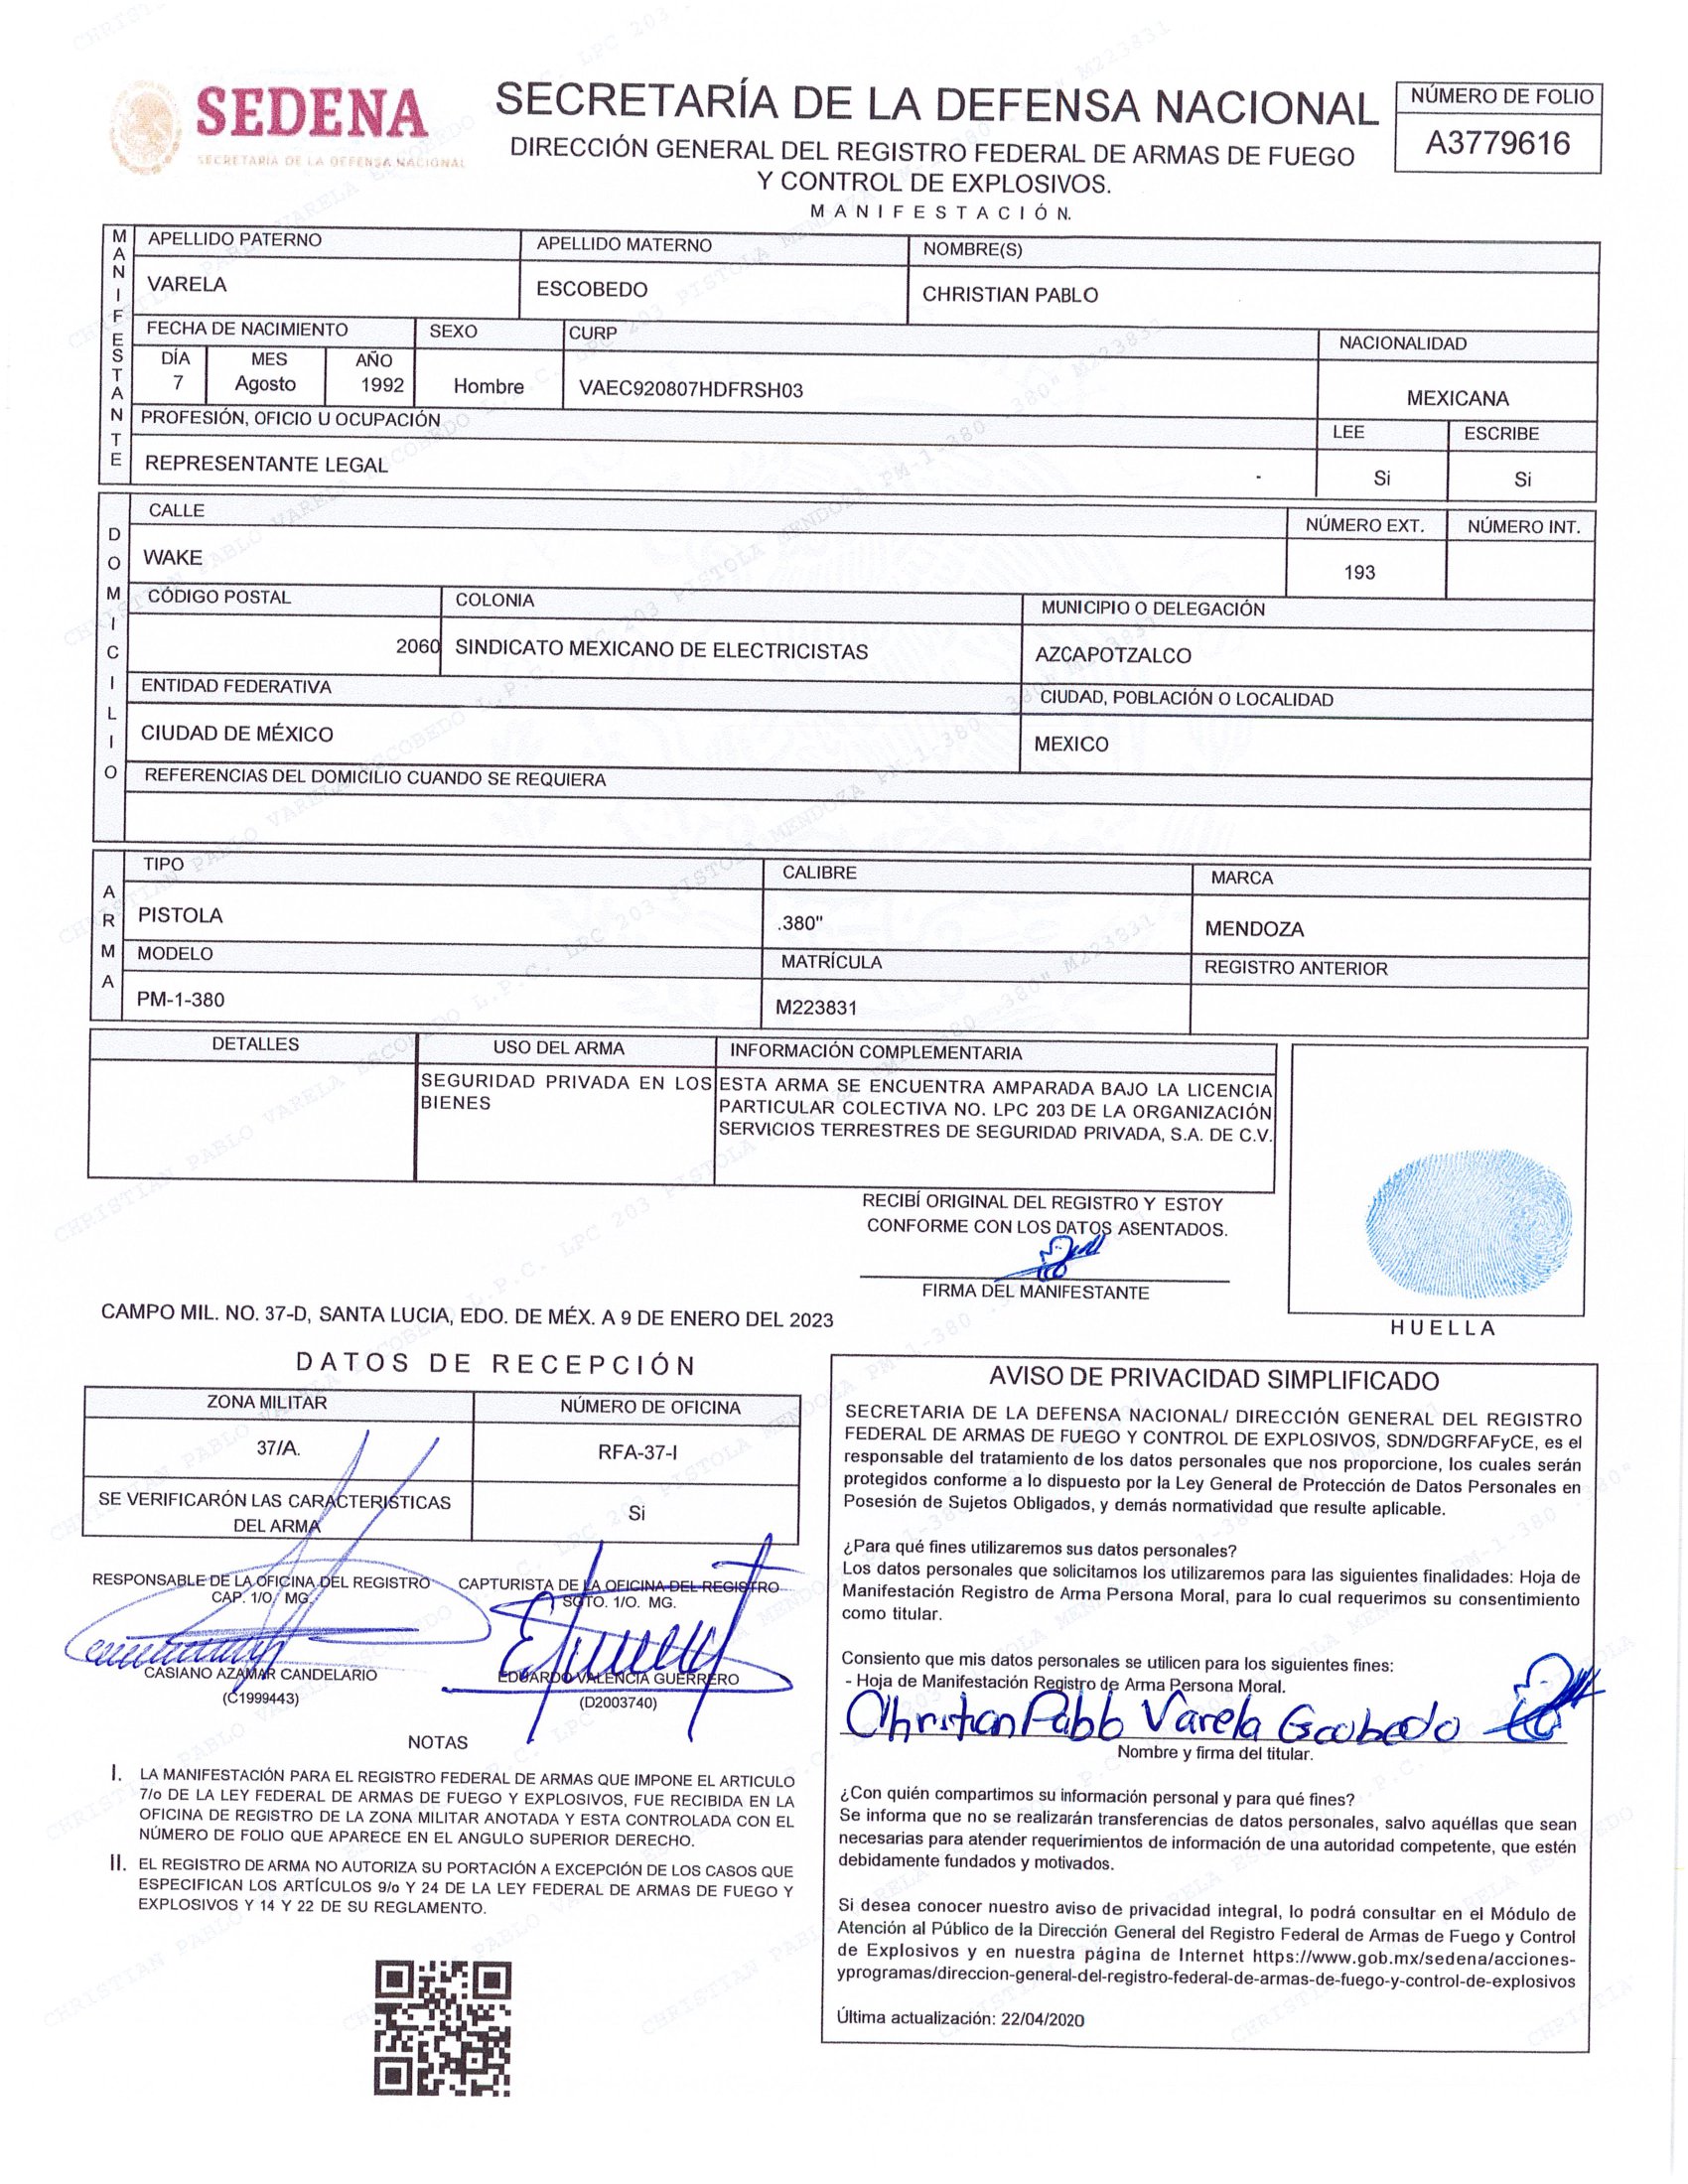 SEDENA
SECRETARÍA DE LA DEFENSA NACIONAL
SECRETARÍA DE LA DEFENSA NACIONAL
DIRECCIÓN GENERAL DEL REGISTRO FEDERAL DE ARMAS DE FUEGO
Y CONTROL DE EXPLOSIVOS.
MANIFESTACIÓN.
NÚMERO DE FOLIO
A3779616
MANIFESTANTE
APELLIDO PATERNO APELLIDO MATERNO NOMBRE(S)
VARELA ESCOBEDO CHRISTIAN PABLO
FECHA DE NACIMIENTO SEXO CURP NACIONALIDAD
DÍA MES AÑO
7 Agosto 1992 Hombre VAEC920807HDFRSH03 MEXICANA
PROFESIÓN, OFICIO U OCUPACIÓN LEE ESCRIBE
REPRESENTANTE LEGAL Si Si
DOMICILIO
CALLE NÚMERO EXT. NÚMERO INT.
WAKE 193
CÓDIGO POSTAL COLONIA MUNICIPIO O DELEGACIÓN
2060 SINDICATO MEXICANO DE ELECTRICISTAS AZCAPOTZALCO
ENTIDAD FEDERATIVA CIUDAD, POBLACIÓN O LOCALIDAD
CIUDAD DE MÉXICO MEXICO
REFERENCIAS DEL DOMICILIO CUANDO SE REQUIERA
ARMA
TIPO CALIBRE MARCA
PISTOLA .380" MENDOZA
MODELO MATRÍCULA REGISTRO ANTERIOR
PM-1-380 M223831
DETALLES USO DEL ARMA INFORMACIÓN COMPLEMENTARIA
SEGURIDAD PRIVADA EN LOS ESTA ARMA SE ENCUENTRA AMPARADA BAJO LA LICENCIA
BIENES PARTICULAR COLECTIVA NO. LPC 203 DE LA ORGANIZACIÓN
SERVICIOS TERRESTRES DE SEGURIDAD PRIVADA, S.A. DE C.V.
RECIBÍ ORIGINAL DEL REGISTRO Y ESTOY
CONFORME CON LOS DATOS ASENTADOS.
FIRMA DEL MANIFESTANTE
HUELLA
CAMPO MIL. NO. 37-D, SANTA LUCIA, EDO. DE MÉX. A 9 DE ENERO DEL 2023
DATOS DE RECEPCIÓN
ZONA MILITAR NÚMERO DE OFICINA
37/A. RFA-37-I
SE VERIFICARÓN LAS CARACTERISTICAS
DEL ARMA
Si
RESPONSABLE DE LA OFICINA DEL REGISTRO
CAP. 1/O. MG.
CASIANO AZAMAR CANDELARIO
(C1999443)
CAPTURISTA DE LA OFICINA DEL REGISTRO
SGTO. 1/O. MG.
EDUARDO VALENCIA GUERRERO
(D2003740)
NOTAS
I. LA MANIFESTACIÓN PARA EL REGISTRO FEDERAL DE ARMAS QUE IMPONE EL ARTICULO
7/o DE LA LEY FEDERAL DE ARMAS DE FUEGO Y EXPLOSIVOS, FUE RECIBIDA EN LA
OFICINA DE REGISTRO DE LA ZONA MILITAR ANOTADA Y ESTA CONTROLADA CON EL
NÚMERO DE FOLIO QUE APARECE EN EL ANGULO SUPERIOR DERECHO.
II. EL REGISTRO DE ARMA NO AUTORIZA SU PORTACIÓN A EXCEPCIÓN DE LOS CASOS QUE
ESPECIFICAN LOS ARTÍCULOS 9/o Y 24 DE LA LEY FEDERAL DE ARMAS DE FUEGO Y
EXPLOSIVOS Y 14 Y 22 DE SU REGLAMENTO.
AVISO DE PRIVACIDAD SIMPLIFICADO
SECRETARIA DE LA DEFENSA NACIONAL/ DIRECCIÓN GENERAL DEL REGISTRO
FEDERAL DE ARMAS DE FUEGO Y CONTROL DE EXPLOSIVOS, SDN/DGRFAFyCE, es el
responsable del tratamiento de los datos personales que nos proporcione, los cuales serán
protegidos conforme a lo dispuesto por la Ley General de Protección de Datos Personales en
Posesión de Sujetos Obligados, y demás normatividad que resulte aplicable.
¿Para qué fines utilizaremos sus datos personales?
Los datos personales que solicitamos los utilizaremos para las siguientes finalidades: Hoja de
Manifestación Registro de Arma Persona Moral, para lo cual requerimos su consentimiento
como titular.
Consiento que mis datos personales se utilicen para los siguientes fines:
- Hoja de Manifestación Registro de Arma Persona Moral.
Christian Pablo Varela Escobedo
Nombre y firma del titular.
¿Con quién compartimos su información personal y para qué fines?
Se informa que no se realizarán transferencias de datos personales, salvo aquéllas que sean
necesarias para atender requerimientos de información de una autoridad competente, que estén
debidamente fundados y motivados.
Si desea conocer nuestro aviso de privacidad integral, lo podrá consultar en el Módulo de
Atención al Público de la Dirección General del Registro Federal de Armas de Fuego y Control
de Explosivos y en nuestra página de Internet https://www.gob.mx/sedena/acciones-
yprogramas/direccion-general-del-registro-federal-de-armas-de-fuego-y-control-de-explosivos
Última actualización: 22/04/2020